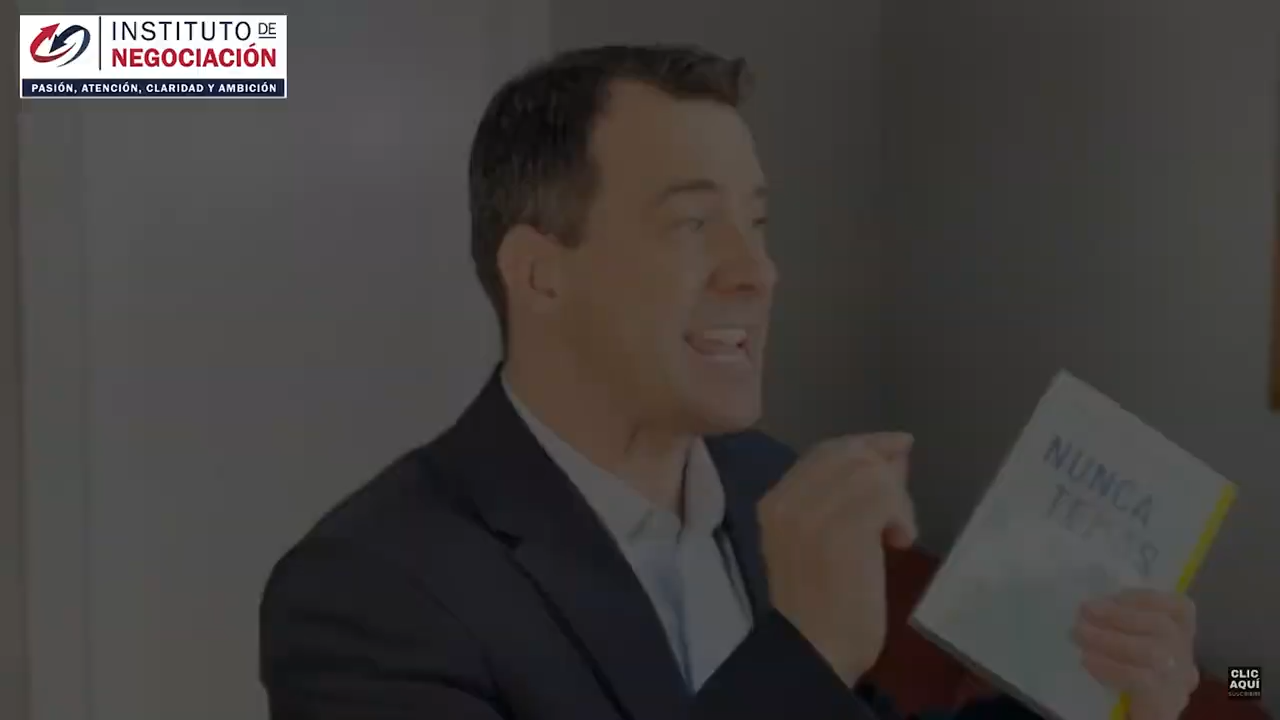 INSTITUTO DE
NEGOCIACIÓN
PASIÓN, ATENCIÓN, CLARIDAD Y AMBICIÓN
NUNCA
CLIC
AQUÍ